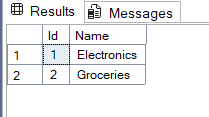 Results Messages
Id Name
1 1 Electronics
2 2 Groceries